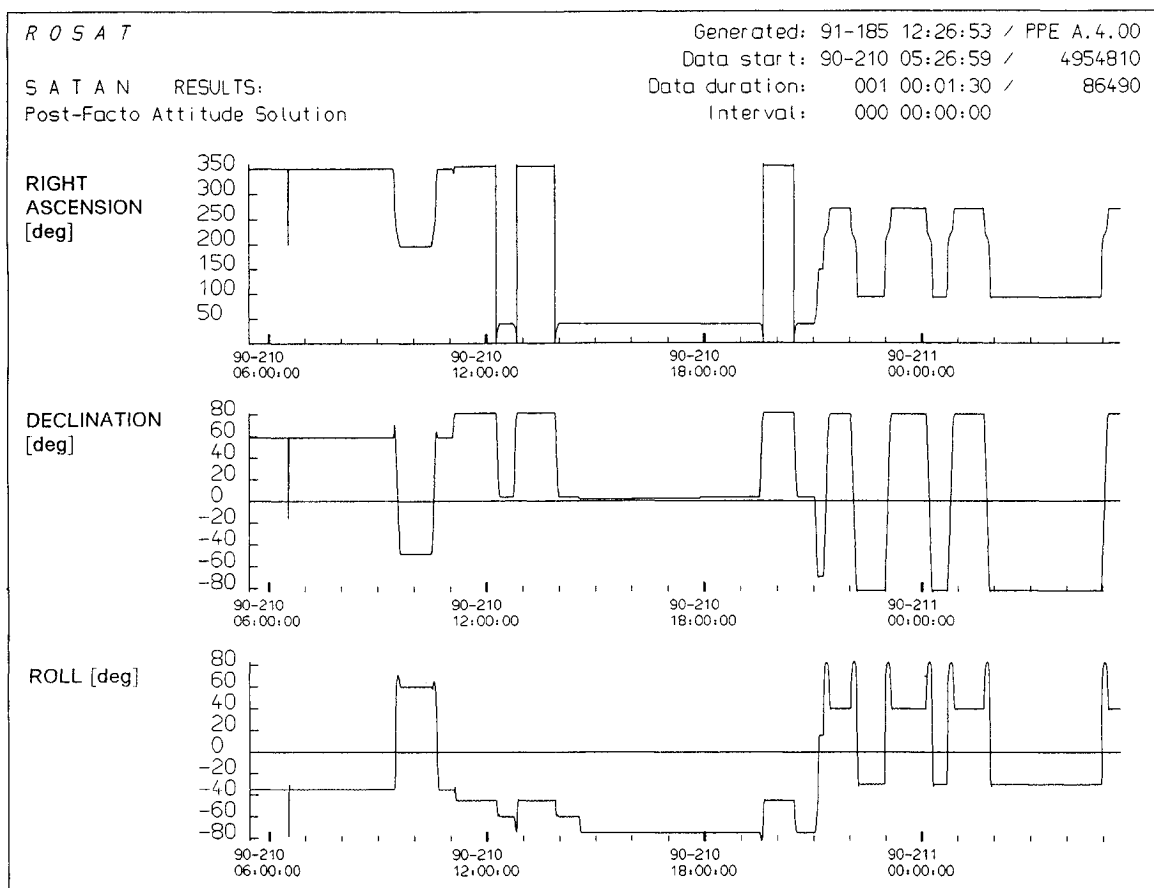 ROSAT
Generated: 91-185 12:26:53 / PPE A.4.00
Data start: 90-210 05:26:59 / 4954810
SATAN RESULTS:
Data duration: 001 00:01:30 / 86490
Post-Facto Attitude Solution
Interval: 000 00:00:00
RIGHT
ASCENSION
[deg]
350
300
250
200
150
100
50
90-210 90-210 90-210 90-211
06:00:00 12:00:00 18:00:00 00:00:00
DECLINATION
[deg]
80
60
40
20
0
-20
-40
-60
-80
90-210 90-210 90-210 90-211
06:00:00 12:00:00 18:00:00 00:00:00
ROLL [deg]
80
60
40
20
0
-20
-40
-60
-80
90-210 90-210 90-210 90-211
06:00:00 12:00:00 18:00:00 00:00:00